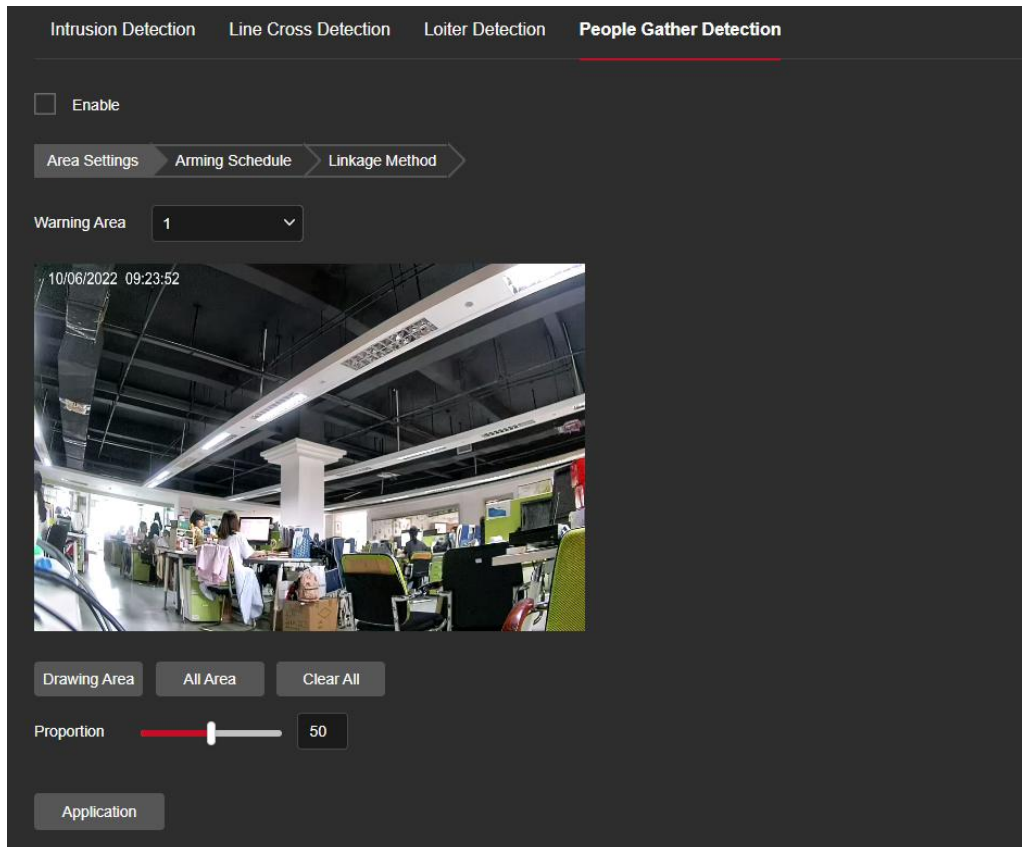 Intrusion Detection Line Cross Detection Loiter Detection People Gather Detection
Enable
Area Settings Arming Schedule Linkage Method
Warning Area 1
10/06/2022 09:23:52
Drawing Area All Area Clear All
Proportion 50
Application